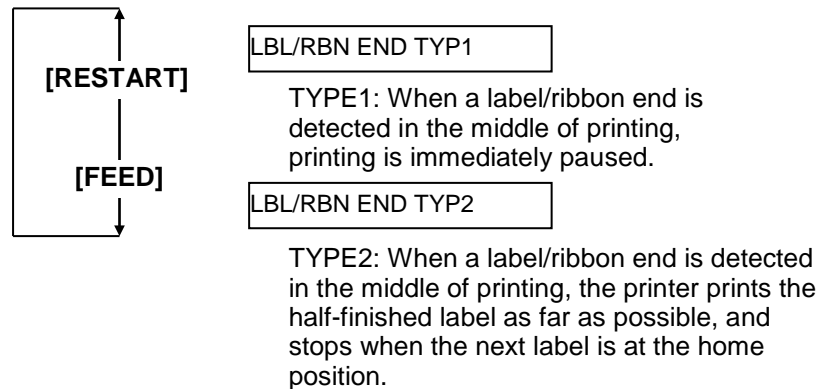 LBL/RBN END TYP1
[RESTART]
TYPE1: When a label/ribbon end is
detected in the middle of printing,
printing is immediately paused.
[FEED]
LBL/RBN END TYP2
TYPE2: When a label/ribbon end is detected
in the middle of printing, the printer prints the
half-finished label as far as possible, and
stops when the next label is at the home
position.